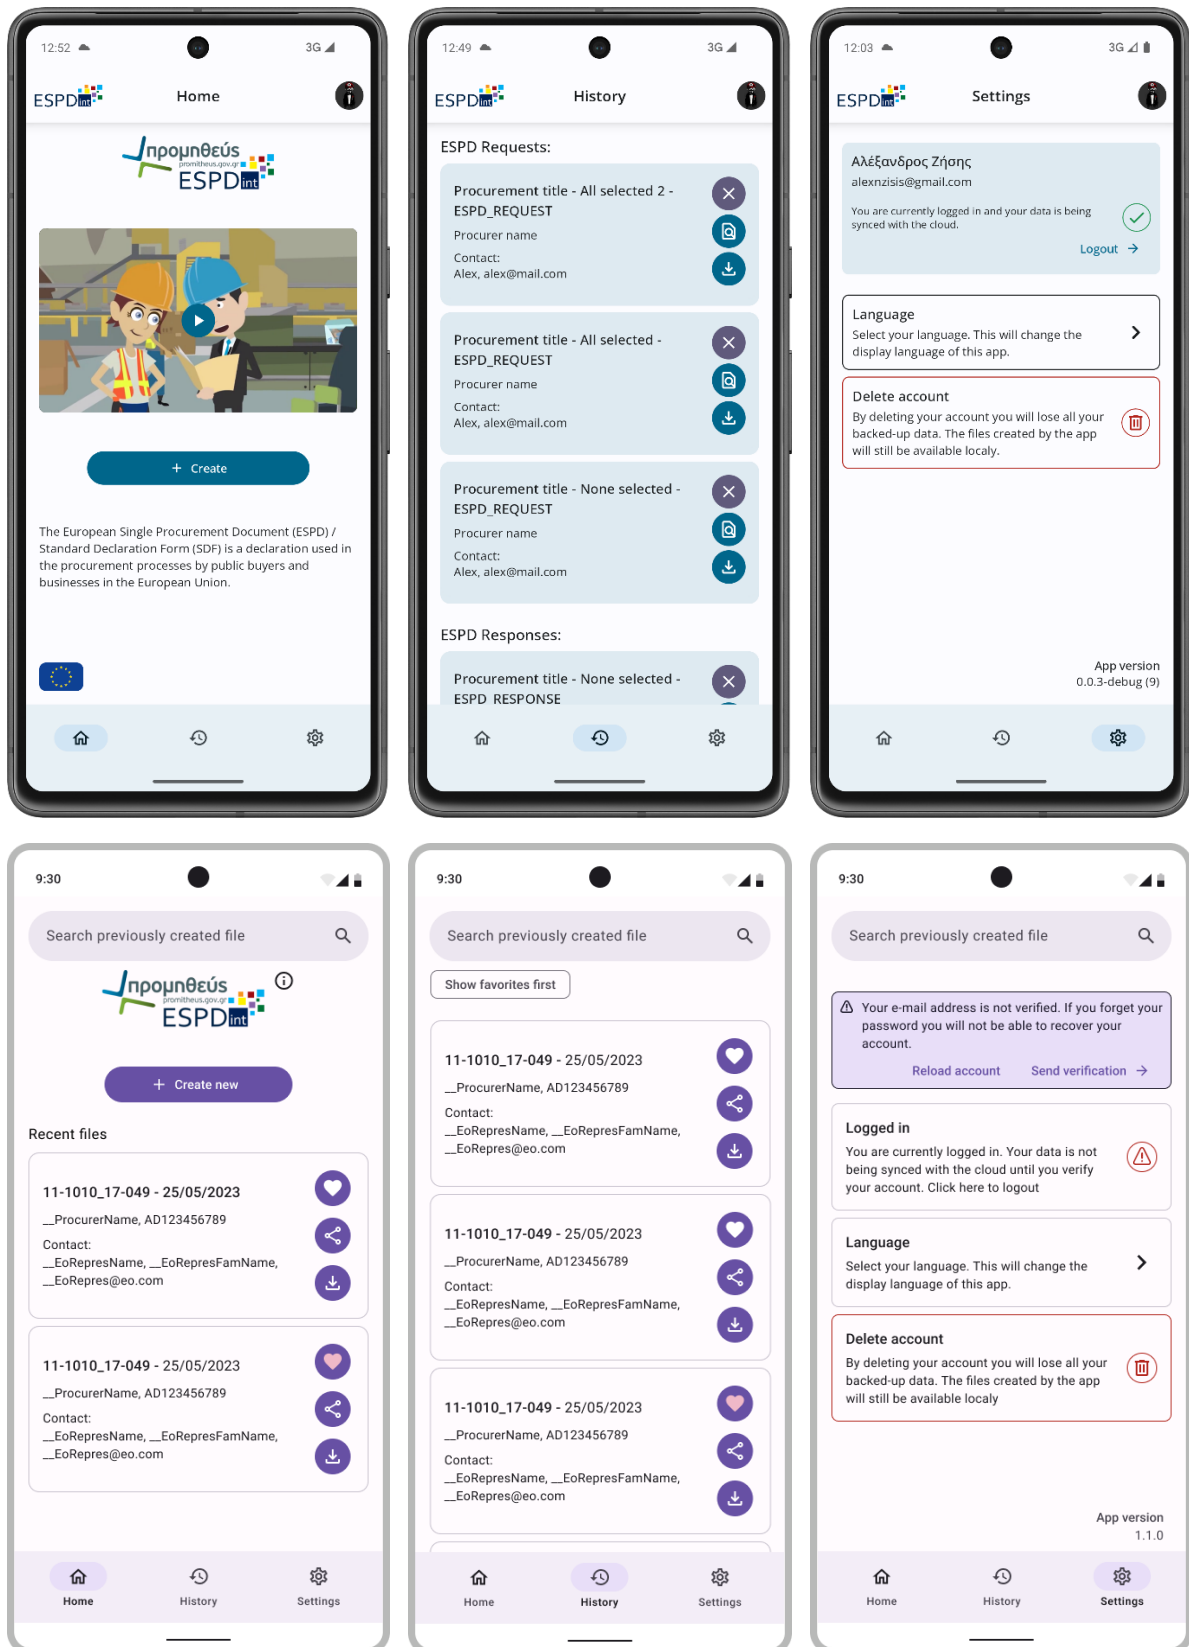 12:52
3G
ESPDint
Home
προμηθεύς
promitheus.gov.gr
ESPDint
+ Create
The European Single Procurement Document (ESPD) /
Standard Declaration Form (SDF) is a declaration used in
the procurement processes by public buyers and
businesses in the European Union.
12:49
3G
ESPDint
History
ESPD Requests:
Procurement title - All selected 2 -
ESPD_REQUEST
Procurer name
Contact:
Alex, alex@mail.com
Procurement title - All selected -
ESPD_REQUEST
Procurer name
Contact:
Alex, alex@mail.com
Procurement title - None selected -
ESPD_REQUEST
Procurer name
Contact:
Alex, alex@mail.com
ESPD Responses:
Procurement title - None selected -
ESPD_RESPONSE
12:03
3G
ESPDint
Settings
Αλέξανδρος Ζήσης
alexnzisis@gmail.com
You are currently logged in and your data is being
synced with the cloud.
Logout
Language
Select your language. This will change the
display language of this app.
Delete account
By deleting your account you will lose all your
backed-up data. The files created by the app
will still be available localy.
App version
0.0.3-debug (9)
9:30
Search previously created file
προμηθεύς
promitheus.gov.gr
ESPDint
+ Create new
Recent files
11-1010_17-049 - 25/05/2023
__ProcurerName, AD123456789
Contact:
__EoRepresName, __EoRepresFamName,
__EoRepres@eo.com
11-1010_17-049 - 25/05/2023
__ProcurerName, AD123456789
Contact:
__EoRepresName, __EoRepresFamName,
__EoRepres@eo.com
Home
History
Settings
9:30
Search previously created file
Show favorites first
11-1010_17-049 - 25/05/2023
__ProcurerName, AD123456789
Contact:
__EoRepresName, __EoRepresFamName,
__EoRepres@eo.com
11-1010_17-049 - 25/05/2023
__ProcurerName, AD123456789
Contact:
__EoRepresName, __EoRepresFamName,
__EoRepres@eo.com
11-1010_17-049 - 25/05/2023
__ProcurerName, AD123456789
Contact:
__EoRepresName, __EoRepresFamName,
__EoRepres@eo.com
Home
History
Settings
9:30
Search previously created file
Your e-mail address is not verified. If you forget your
password you will not be able to recover your
account.
Reload account
Send verification
Logged in
You are currently logged in. Your data is not
being synced with the cloud until you verify
your account. Click here to logout
Language
Select your language. This will change the
display language of this app.
Delete account
By deleting your account you will lose all your
backed-up data. The files created by the app
will still be available localy
App version
1.1.0
Home
History
Settings